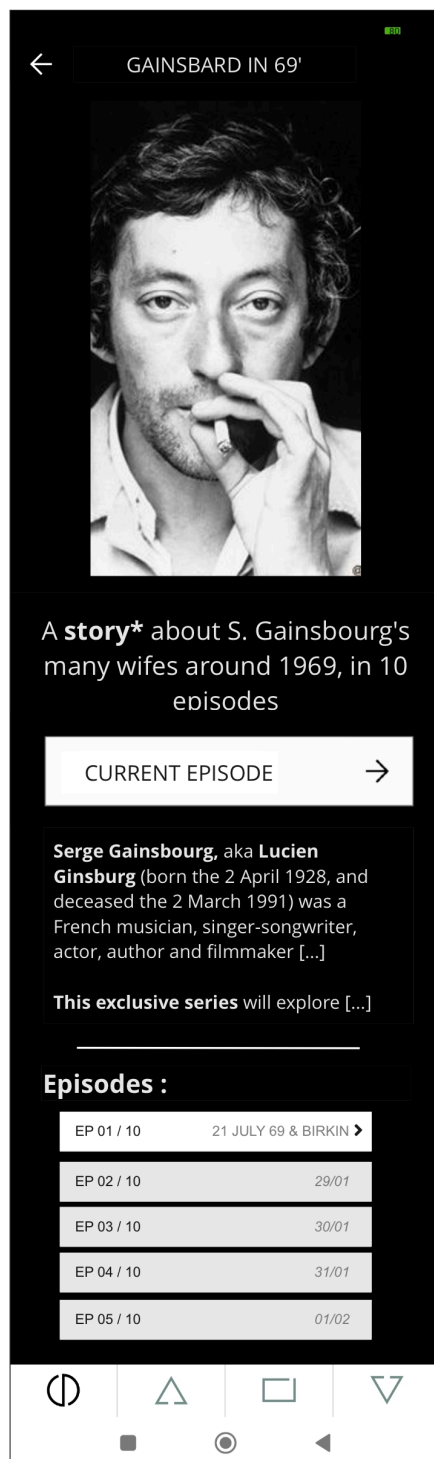 80
GAINSBARD IN 69'
@
A story* about S. Gainsbourg's
many wifes around 1969, in 10
episodes
CURRENT EPISODE
Serge Gainsbourg, aka Lucien
Ginsburg (born the 2 April 1928, and
deceased the 2 March 1991) was a
French musician, singer-songwriter,
actor, author and filmmaker [...]
This exclusive series will explore [...]
Episodes :
EP 01 / 10 21 JULY 69 & BIRKIN
EP 02 / 10 29/01
EP 03 / 10 30/01
EP 04 / 10 31/01
EP 05 / 10 01/02